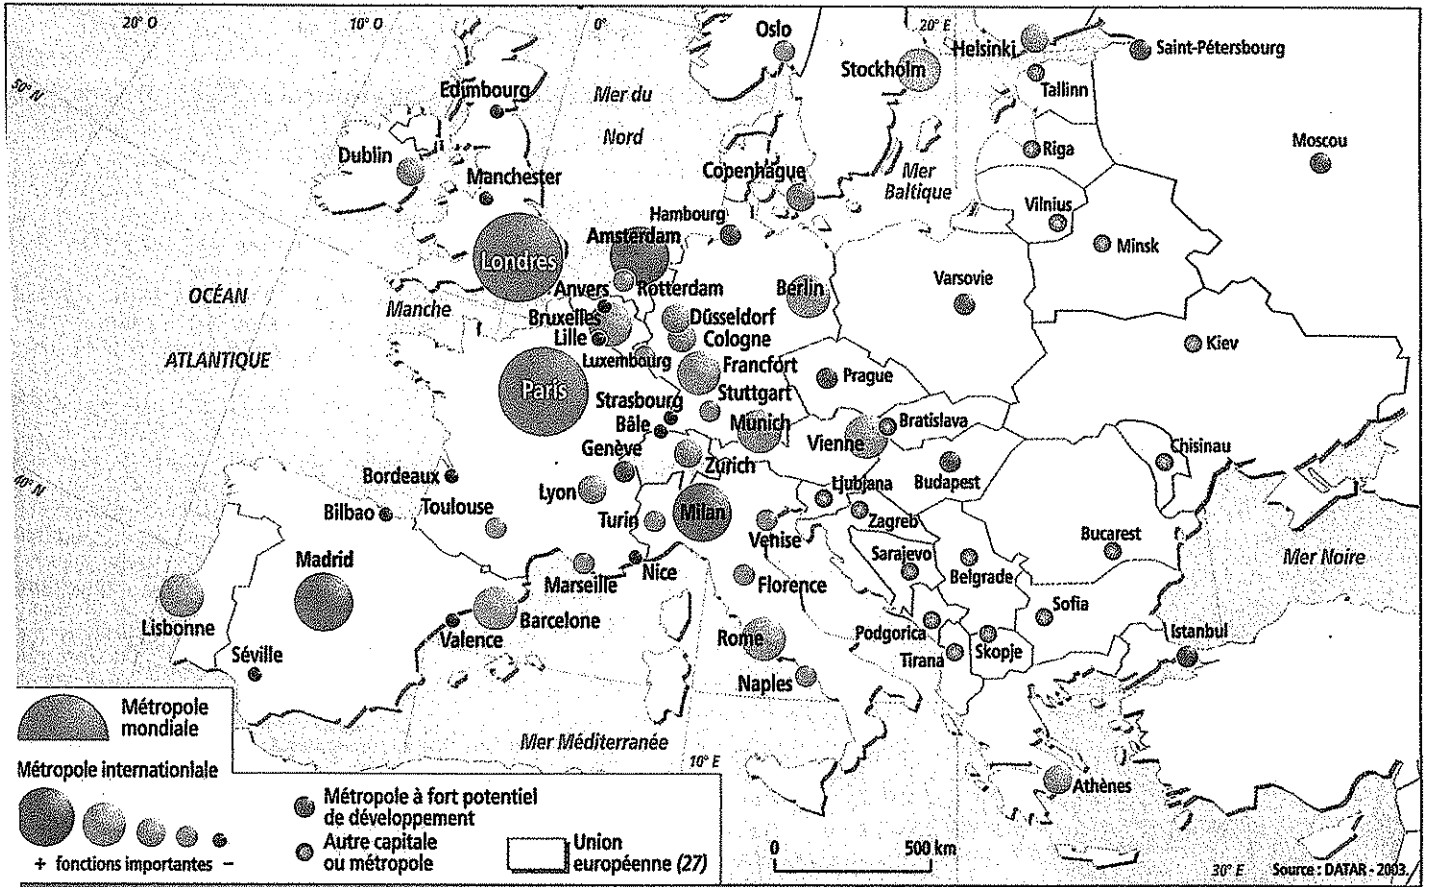 20° O
10° O
0°
20° E
50° N
40° N
Oslo
Stockholm
Helsinki
Saint-Pétersbourg
Tallinn
Edimbourg
Mer du
Nord
Moscou
Dublin
Manchester
Copenhague
Mer
Baltique
Riga
Vilnius
Minsk
Hambourg
Amsterdam
Londres
Anvers
Rotterdam
Berlin
Varsovie
OCÉAN
ATLANTIQUE
Manche
Bruxelles
Düsseldorf
Lille
Cologne
Kiev
Luxembourg
Francfort
Paris
Prague
Strasbourg
Stuttgart
Bâle
Munich
Vienne
Bratislava
Genève
Zurich
Chisinau
Bordeaux
Lyon
Ljubjana
Budapest
Bilbao
Toulouse
Turin
Milan
Zagreb
Venise
Bucarest
Madrid
Sarajevo
Belgrade
Mer Noire
Marseille
Nice
Florence
Lisbonne
Barcelone
Valence
Rome
Podgorica
Sofia
Skopje
Istanbul
Tirana
Séville
Naples
Mer Méditerranée
10° E
Athènes
Métropole
mondiale
Métropole internationiale
+ fonctions importantes −
Métropole à fort potentiel
de développement
Autre capitale
ou métropole
Union
européenne (27)
0
500 km
30° E
Source : DATAR - 2003.